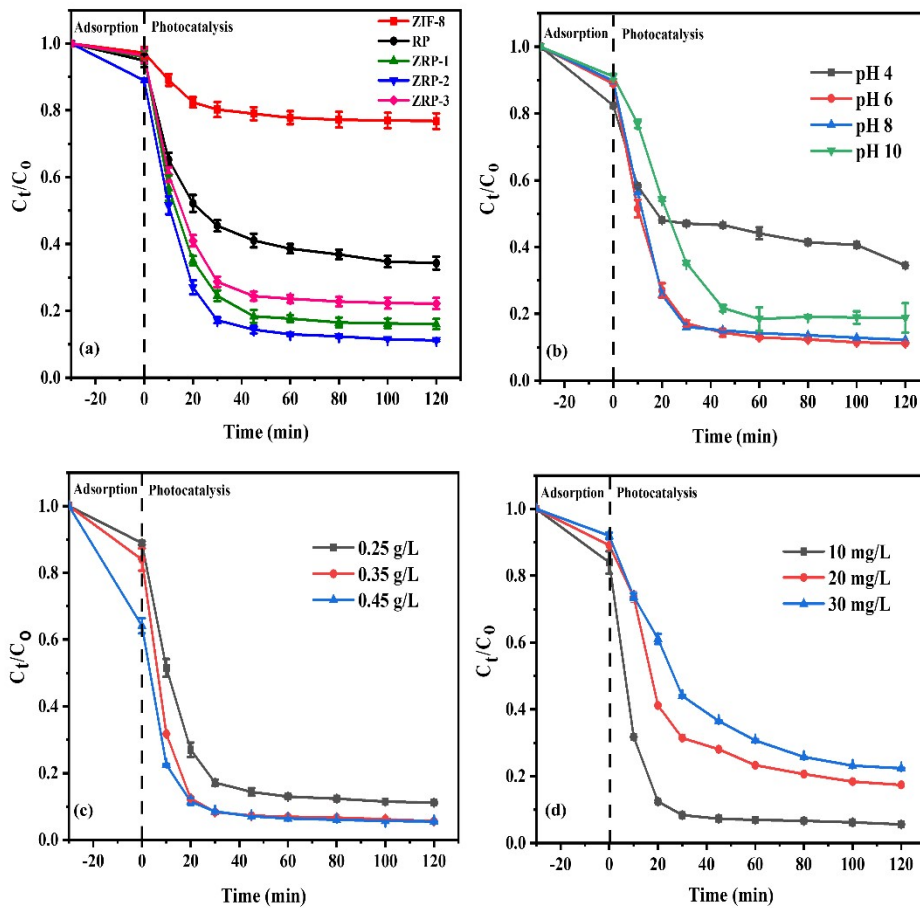 Adsorption Photocatalysis
ZIF-8
RP
ZRP-1
ZRP-2
ZRP-3
1.0
0.8
0.6
0.4
0.2
0.0
Ct/Co
(a)
-20 0 20 40 60 80 100 120
Time (min)
Adsorption Photocatalysis
pH 4
pH 6
pH 8
pH 10
1.0
0.8
0.6
0.4
0.2
0.0
Ct/Co
(b)
-20 0 20 40 60 80 100 120
Time (min)
Adsorption Photocatalysis
0.25 g/L
0.35 g/L
0.45 g/L
1.0
0.8
0.6
0.4
0.2
0.0
Ct/Co
(c)
-20 0 20 40 60 80 100 120
Time (min)
Adsorption Photocatalysis
10 mg/L
20 mg/L
30 mg/L
1.0
0.8
0.6
0.4
0.2
0.0
Ct/Co
(d)
-20 0 20 40 60 80 100 120
Time (min)